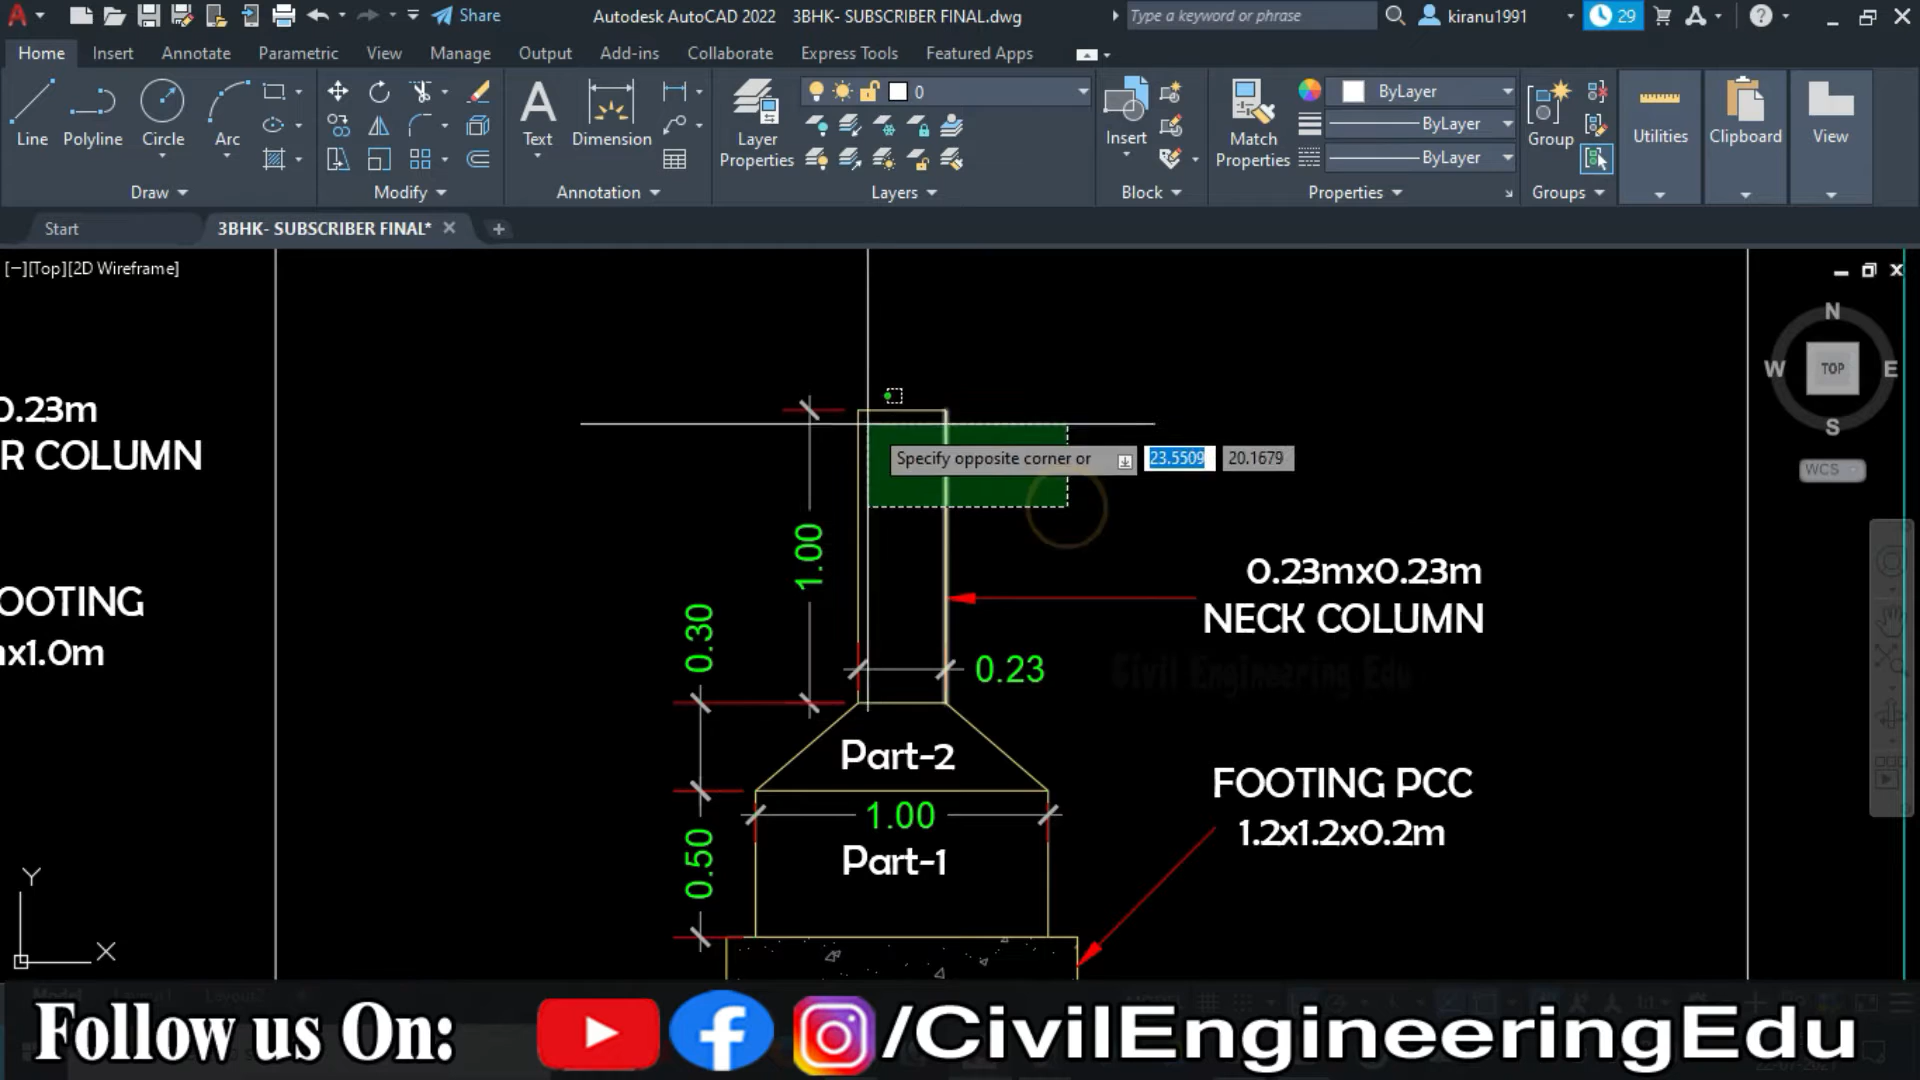 Share
Autodesk AutoCAD 2022 3BHK- SUBSCRIBER FINAL.dwg
Type a keyword or phrase
kiranu1991
29
Home Insert Annotate Parametric View Manage Output Add-ins Collaborate Express Tools Featured Apps
Line Polyline Circle Arc
Draw
Modify
Text Dimension
Annotation
Layer Properties
0
Layers
Insert
Block
Match Properties
ByLayer
ByLayer
ByLayer
Properties
Group
Groups
Utilities
Clipboard
View
Start
3BHK- SUBSCRIBER FINAL*
[−][Top][2D Wireframe]
N
W TOP E
S
WCS
0.23m
R COLUMN
OOTING
x1.0m
Specify opposite corner or 23.5509 20.1679
1.00
0.30
0.23
0.23mx0.23m
NECK COLUMN
Civil Engineering Edu
Part-2
1.00
Part-1
0.50
FOOTING PCC
1.2x1.2x0.2m
Y
X
Follow us On: /CivilEngineeringEdu